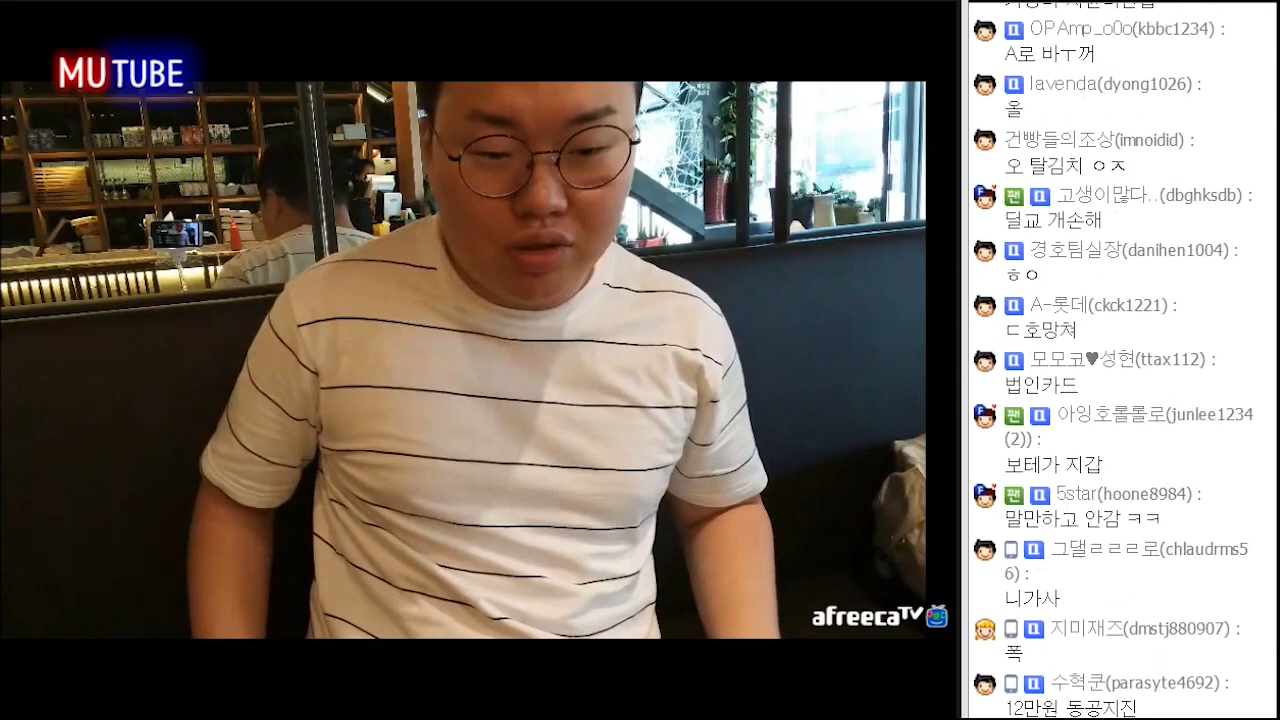 MUTUBE
OPAmp_o0o(kbbc1234) :
A로 바ㅜ꺼
lavenda(dyong1026) :
올
건빵들의조상(imnoidid) :
오 탈김치 ㅇㅈ
팬 고생이많다..(dbghksdb) :
딜교 개손해
경호팀실장(danihen1004) :
ㅎㅇ
A-롯데(ckck1221) :
ㄷ호망쳐
모모코♥성현(ttax112) :
법인카드
팬 아잉호롤롤로(junlee1234
(2)) :
보테가 지갑
팬 5star(hoone8984) :
말만하고 안감 ㅋㅋ
그댈ㄹㄹㄹ로(chlaudrms5
6) :
니가사
지미재즈(dmstj880907) :
폭
수혁쿤(parasyte4692) :
12만원 동공지진
afreecaTV